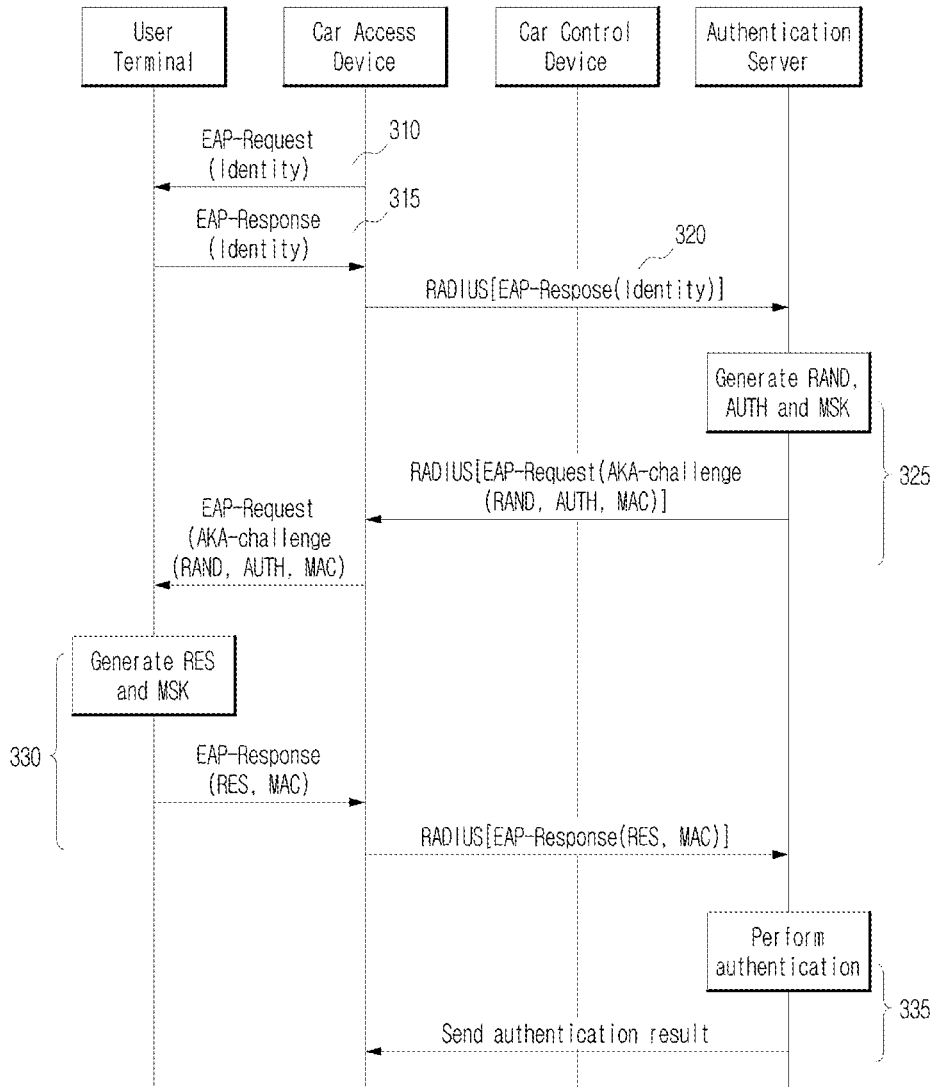 User
Terminal
Car Access
Device
Car Control
Device
Authentication
Server
EAP-Request
(Identity)
310
EAP-Response
(Identity)
315
320
RADIUS[EAP-Respose(Identity)]
Generate RAND,
AUTH and MSK
325
RADIUS[EAP-Request(AKA-challenge
(RAND, AUTH, MAC)]
EAP-Request
(AKA-challenge
(RAND, AUTH, MAC)
Generate RES
and MSK
330
EAP-Response
(RES, MAC)
RADIUS[EAP-Response(RES, MAC)]
Perform
authentication
335
Send authentication result